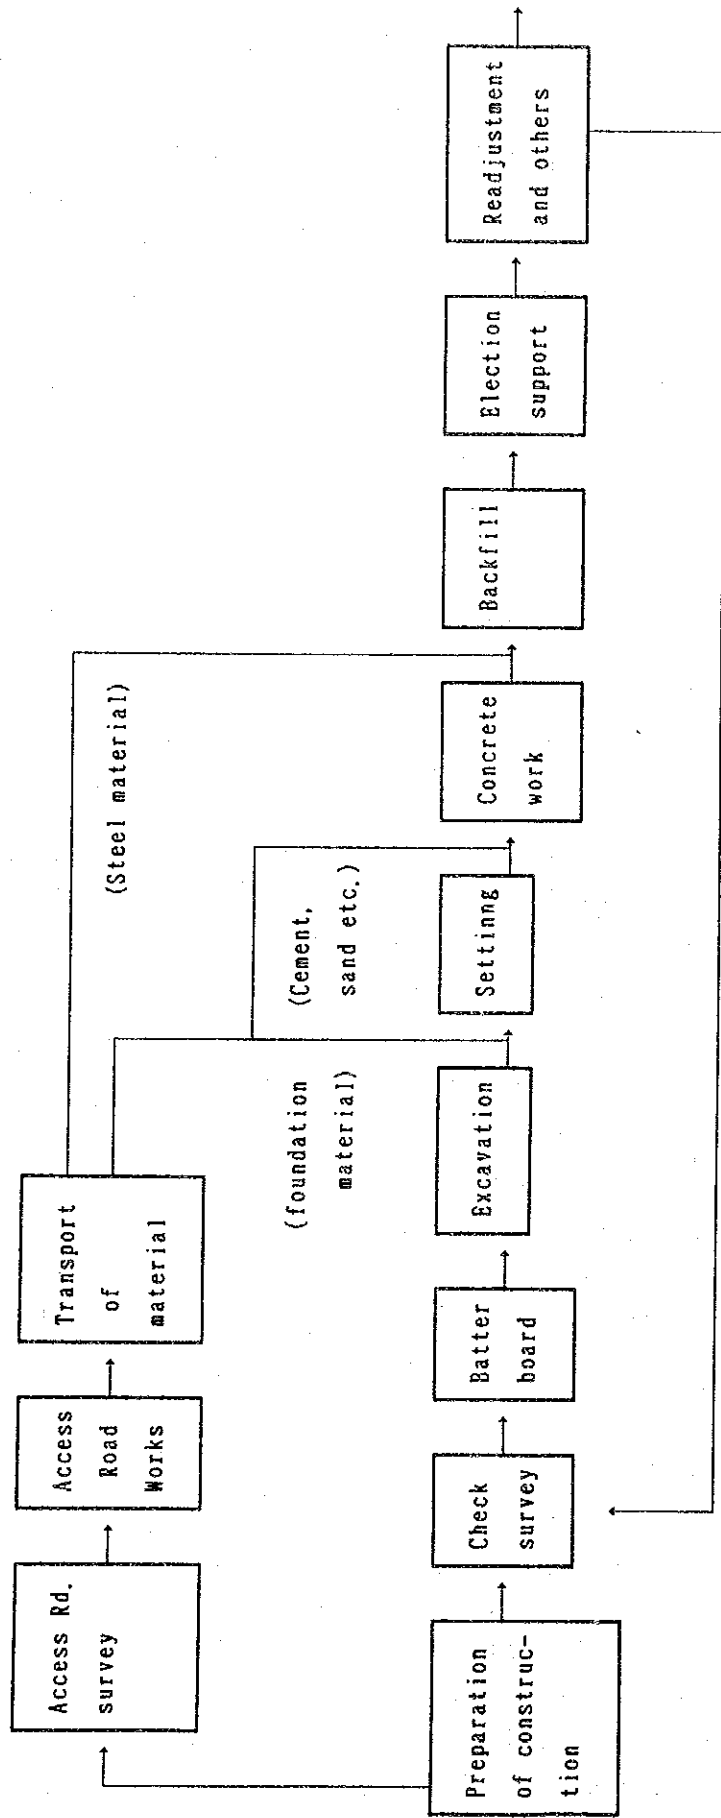 Access Rd.
survey
Access
Road
Works
Transport
of
material
(Steel material)
(foundation
material)
(Cement,
sand etc.)
Preparation
of construc-
tion
Check
survey
Batter
board
Excavation
Settinng
Concrete
work
Backfill
Election
support
Readjustment
and others